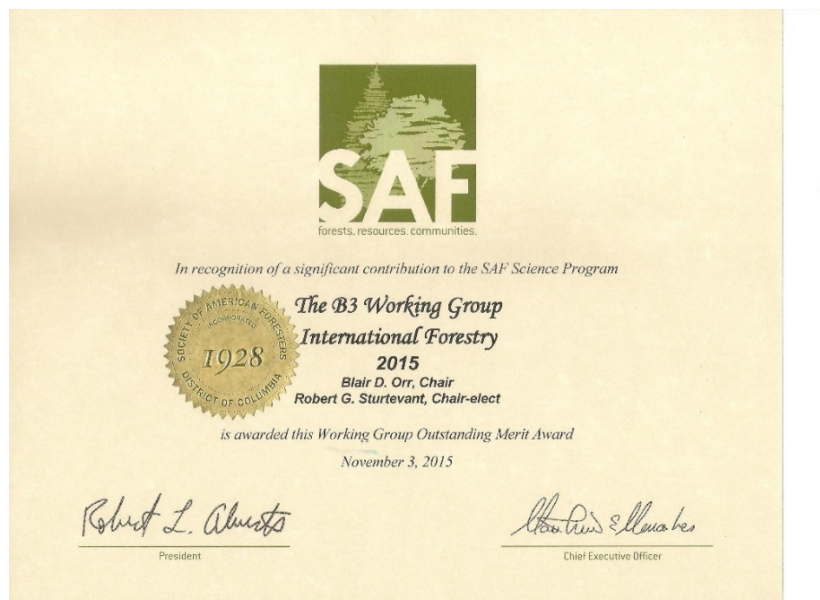 SAF
forests. resources. communities.
In recognition of a significant contribution to the SAF Science Program
SOCIETY OF AMERICAN FORESTERS
INCORPORATED
1928
DISTRICT OF COLUMBIA
The B3 Working Group
International Forestry
2015
Blair D. Orr, Chair
Robert G. Sturtevant, Chair-elect
is awarded this Working Group Outstanding Merit Award
November 3, 2015
Robert L.
President
Chief Executive Officer